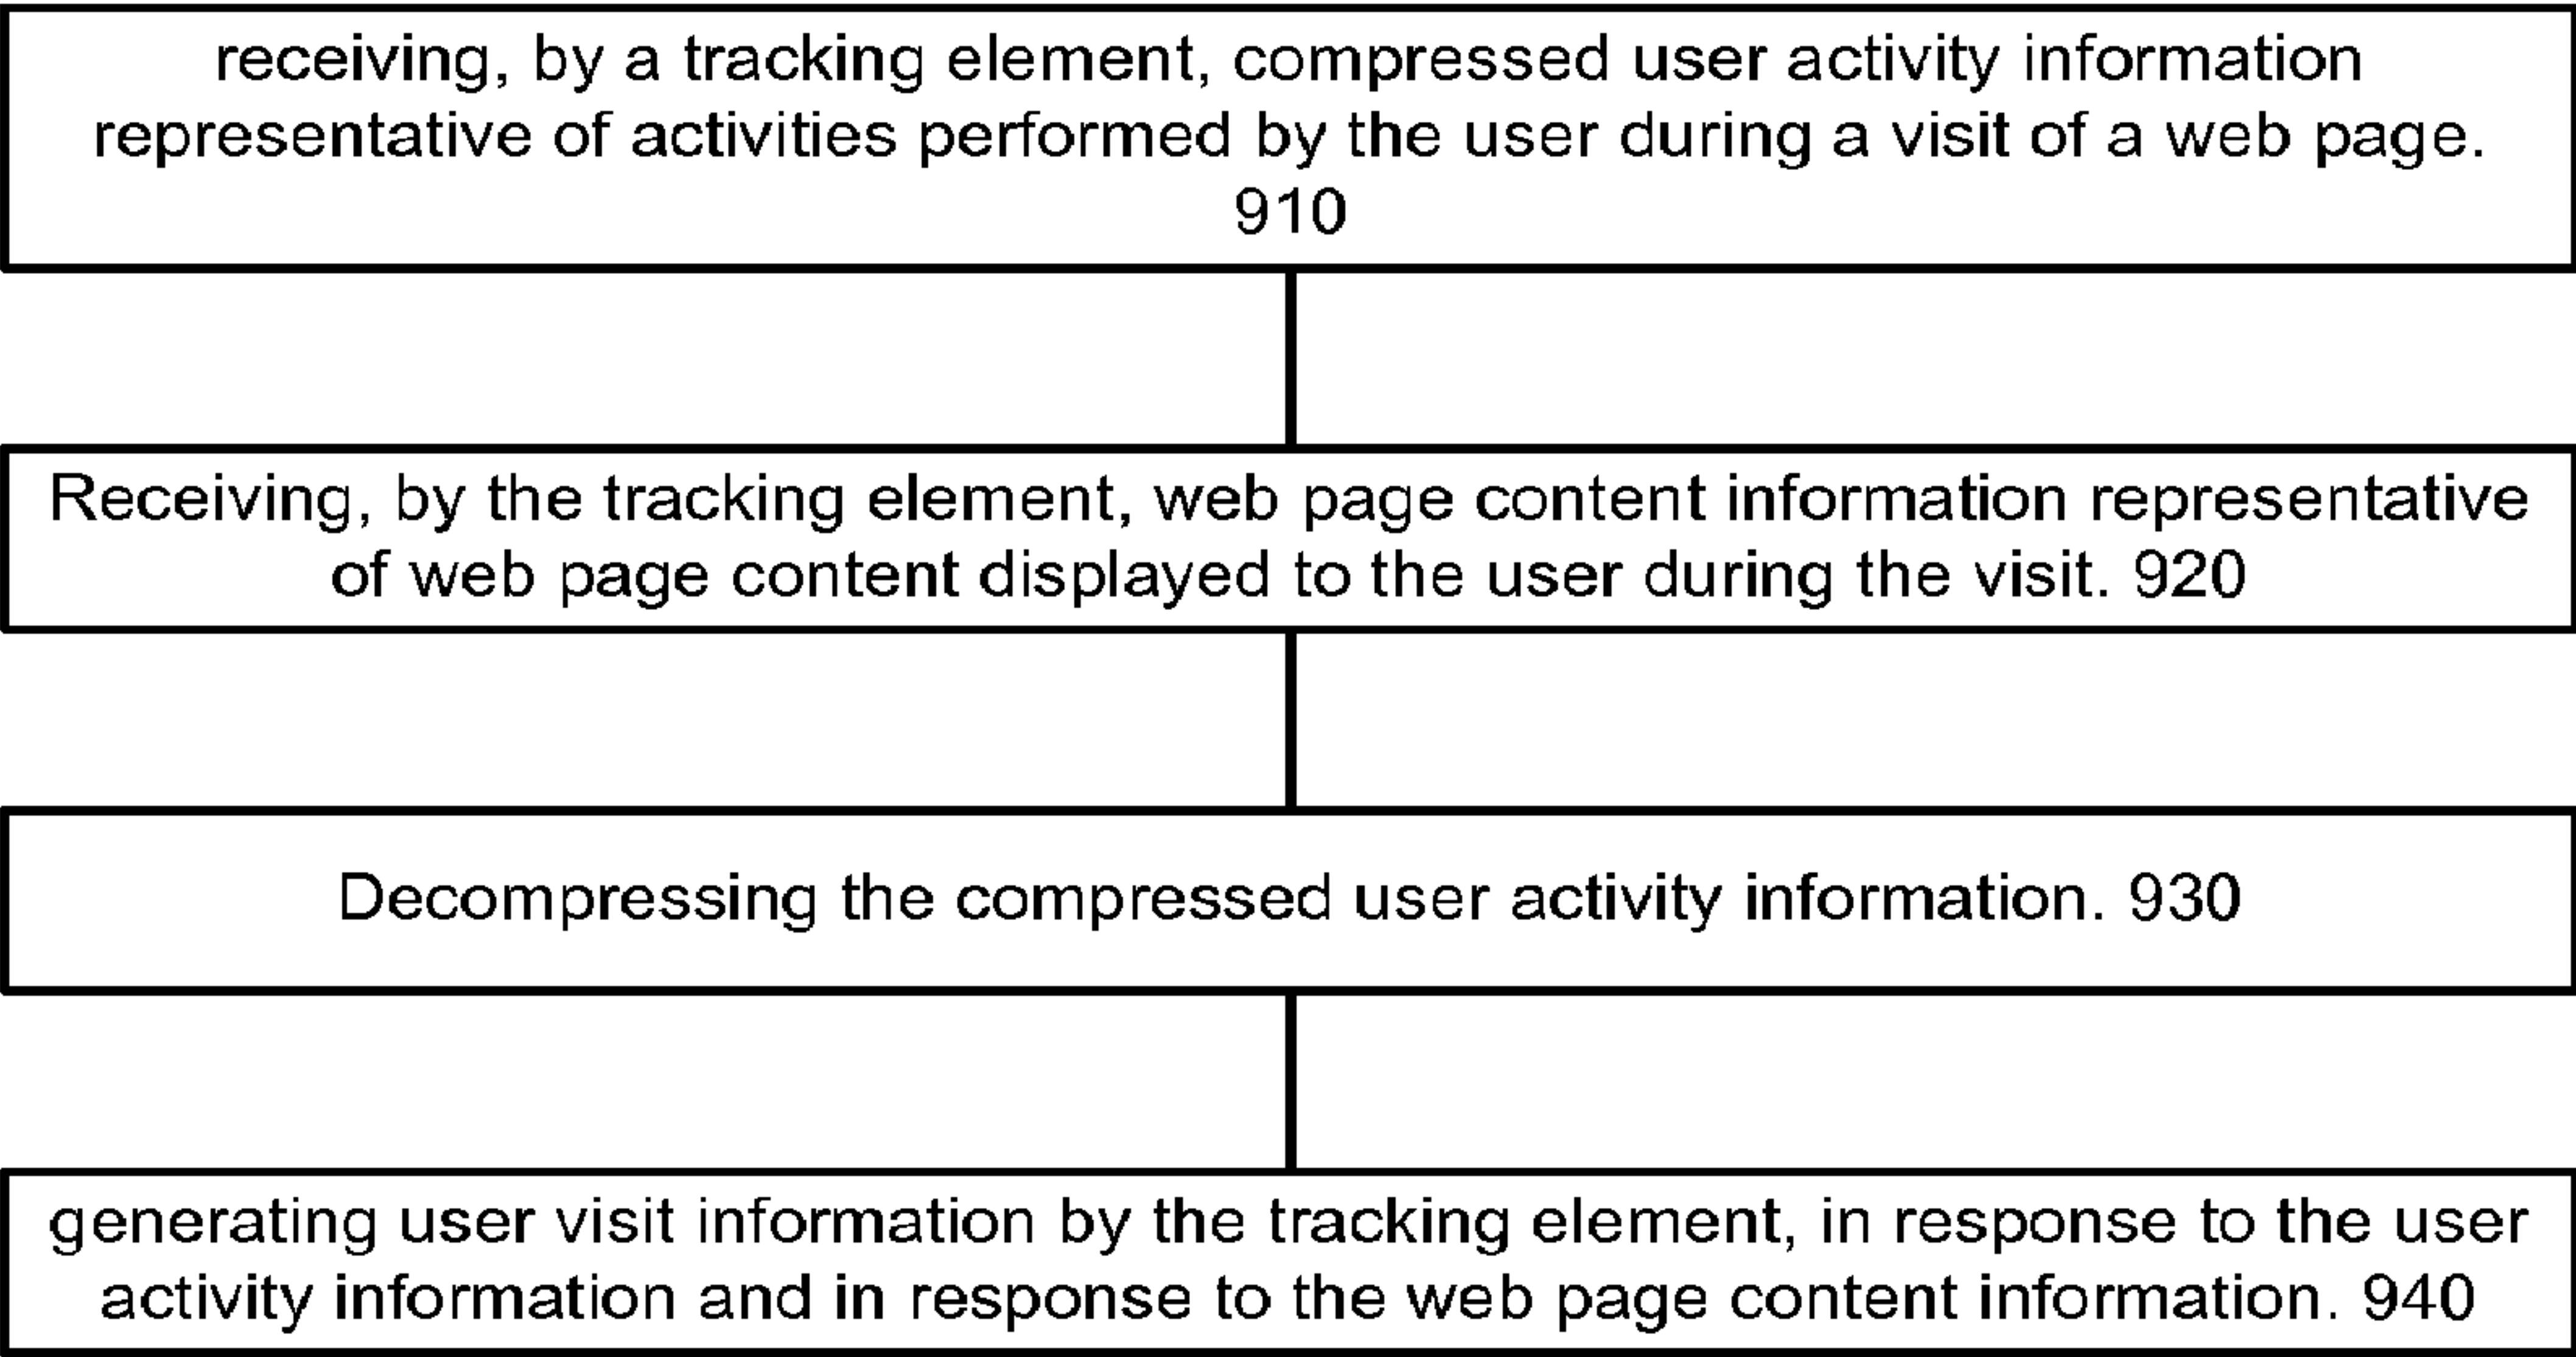 receiving, by a tracking element, compressed user activity information
representative of activities performed by the user during a visit of a web page.
910
Receiving, by the tracking element, web page content information representative
of web page content displayed to the user during the visit. 920
Decompressing the compressed user activity information. 930
generating user visit information by the tracking element, in response to the user
activity information and in response to the web page content information. 940